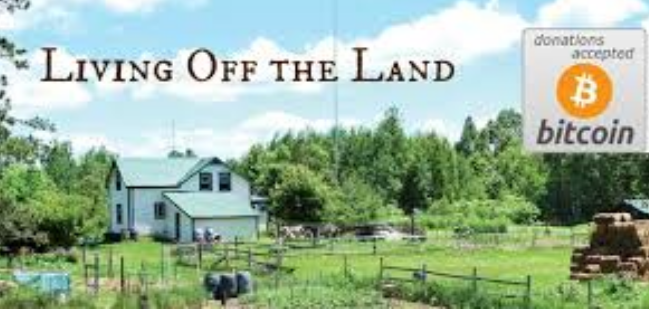 Living Off the Land
donations
accepted
bitcoin